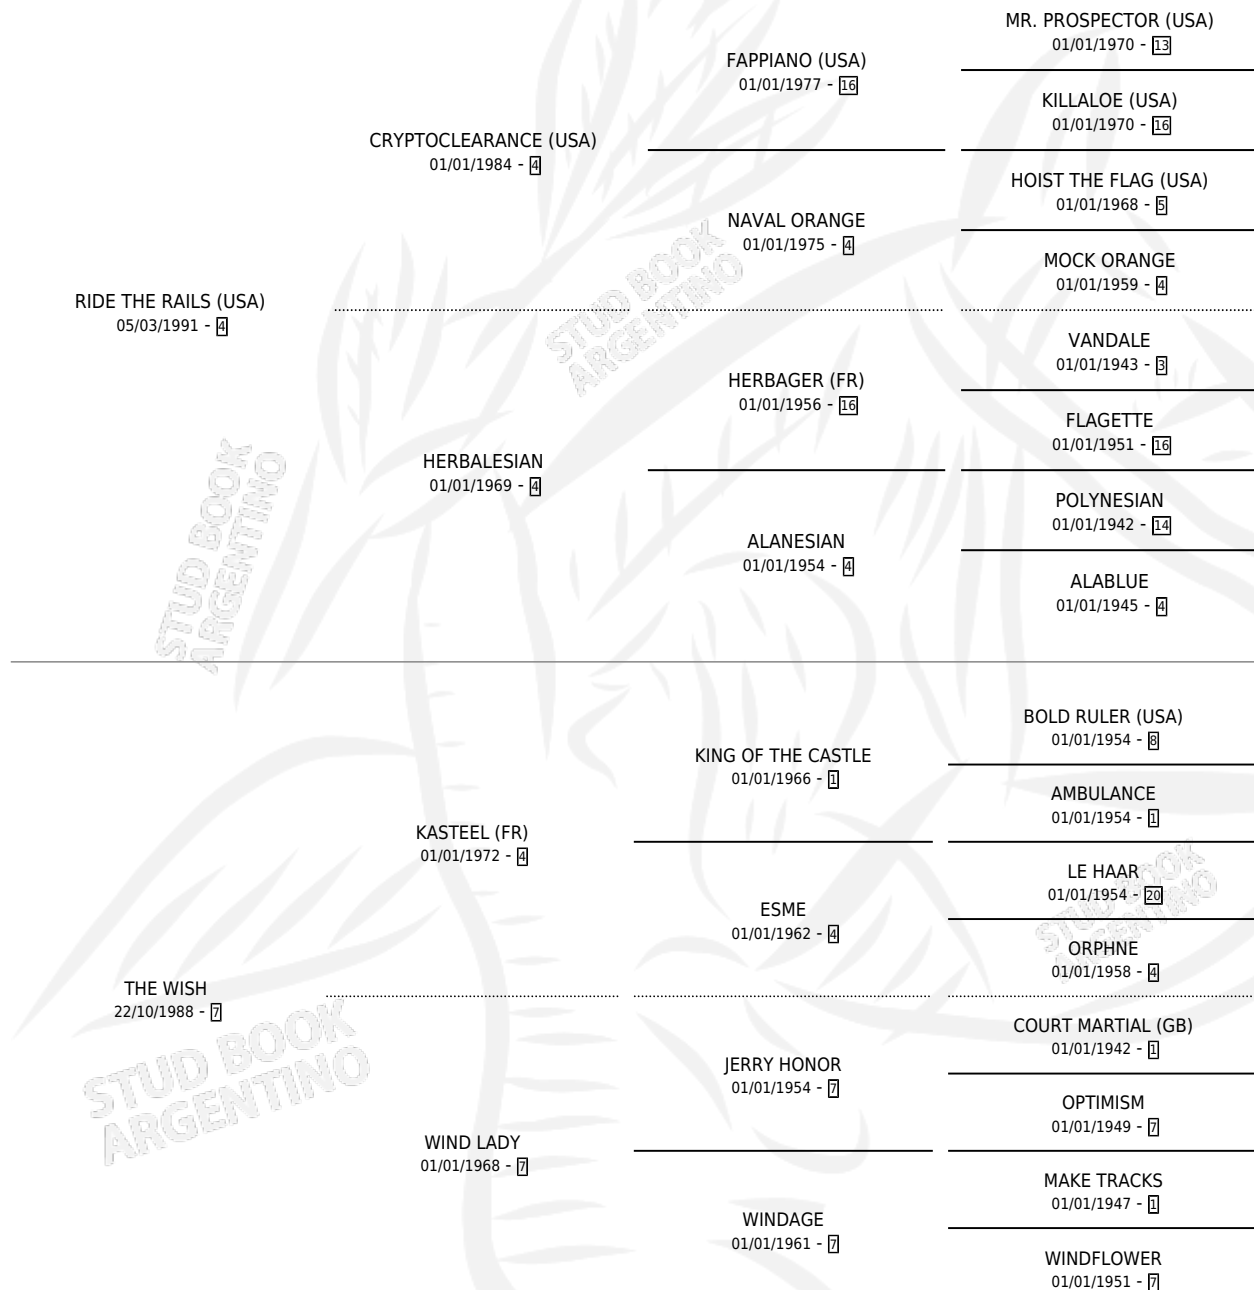 MR. PROSPECTOR (USA)
01/01/1970 - 13
FAPPIANO (USA)
01/01/1977 - 16
KILLALOE (USA)
01/01/1970 - 16
CRYPTOCLEARANCE (USA)
01/01/1984 - 4
HOIST THE FLAG (USA)
01/01/1968 - 5
NAVAL ORANGE
01/01/1975 - 4
MOCK ORANGE
01/01/1959 - 4
RIDE THE RAILS (USA)
05/03/1991 - 4
VANDALE
01/01/1943 - 3
HERBAGER (FR)
01/01/1956 - 16
FLAGETTE
01/01/1951 - 16
HERBALESIAN
01/01/1969 - 4
POLYNESIAN
01/01/1942 - 14
ALANESIAN
01/01/1954 - 4
ALABLUE
01/01/1945 - 4
BOLD RULER (USA)
01/01/1954 - 8
KING OF THE CASTLE
01/01/1966 - 1
AMBULANCE
01/01/1954 - 1
KASTEEL (FR)
01/01/1972 - 4
LE HAAR
01/01/1954 - 20
ESME
01/01/1962 - 4
ORPHNE
01/01/1958 - 4
THE WISH
22/10/1988 - 7
COURT MARTIAL (GB)
01/01/1942 - 1
JERRY HONOR
01/01/1954 - 7
OPTIMISM
01/01/1949 - 7
WIND LADY
01/01/1968 - 7
MAKE TRACKS
01/01/1947 - 1
WINDAGE
01/01/1961 - 7
WINDFLOWER
01/01/1951 - 7
STUD BOOK
ARGENTINO
STUD BOOK
ARGENTINO
STUD BOOK
ARGENTINO
STUD BOOK
ARGENTINO